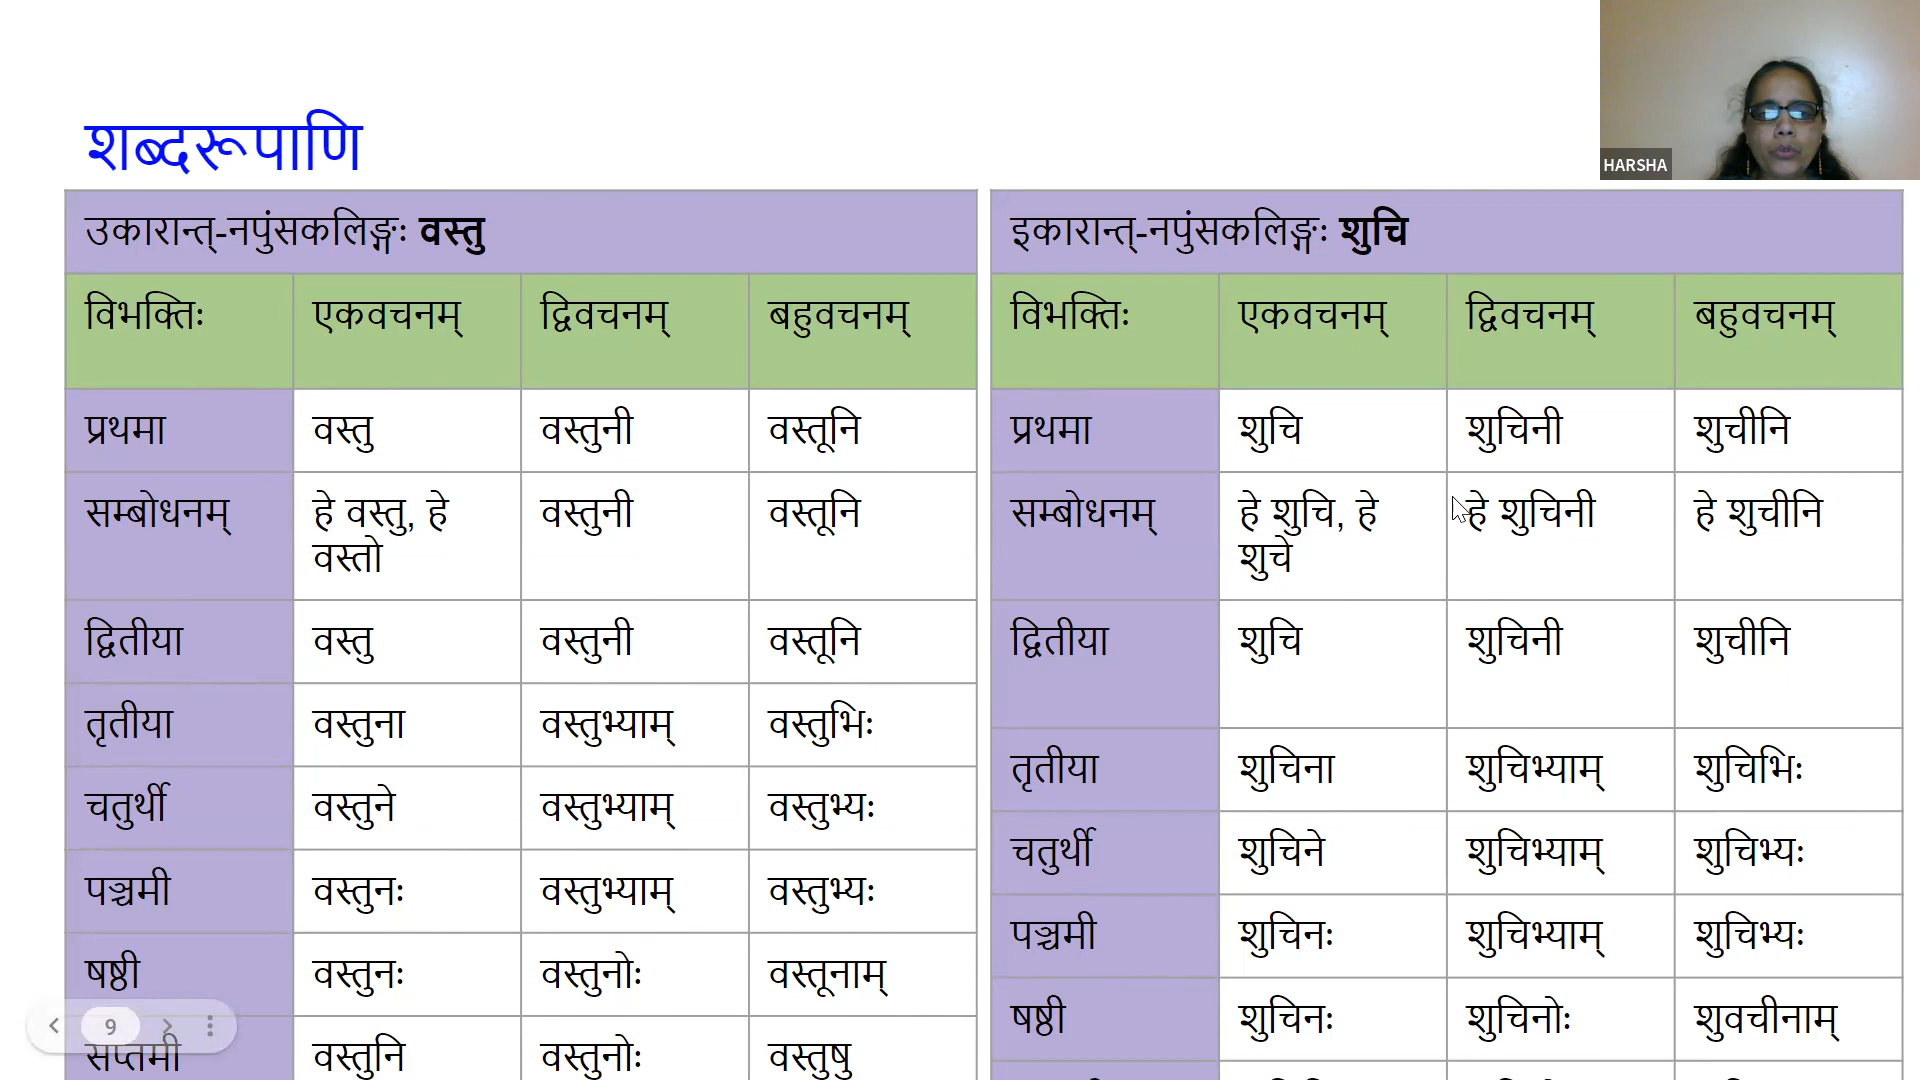 HARSHA
शब्दरूपाणि
उकारान्त्-नपुंसकलिङ्गः वस्तु
विभक्तिः एकवचनम् द्विवचनम् बहुवचनम्
प्रथमा वस्तु वस्तुनी वस्तूनि
सम्बोधनम् हे वस्तु, हे वस्तुनी वस्तूनि
वस्तो
द्वितीया वस्तु वस्तुनी वस्तूनि
तृतीया वस्तुना वस्तुभ्याम् वस्तुभिः
चतुर्थी वस्तुने वस्तुभ्याम् वस्तुभ्यः
पञ्चमी वस्तुनः वस्तुभ्याम् वस्तुभ्यः
षष्ठी वस्तुनः वस्तुनोः वस्तूनाम्
सप्तमी वस्तुनि वस्तुनोः वस्तुषु
इकारान्त्-नपुंसकलिङ्गः शुचि
विभक्तिः एकवचनम् द्विवचनम् बहुवचनम्
प्रथमा शुचि शुचिनी शुचीनि
सम्बोधनम् हे शुचि, हे हे शुचिनी हे शुचीनि
शुचे
द्वितीया शुचि शुचिनी शुचीनि
तृतीया शुचिना शुचिभ्याम् शुचिभिः
चतुर्थी शुचिने शुचिभ्याम् शुचिभ्यः
पञ्चमी शुचिनः शुचिभ्याम् शुचिभ्यः
षष्ठी शुचिनः शुचिनोः शुवचीनाम्
9